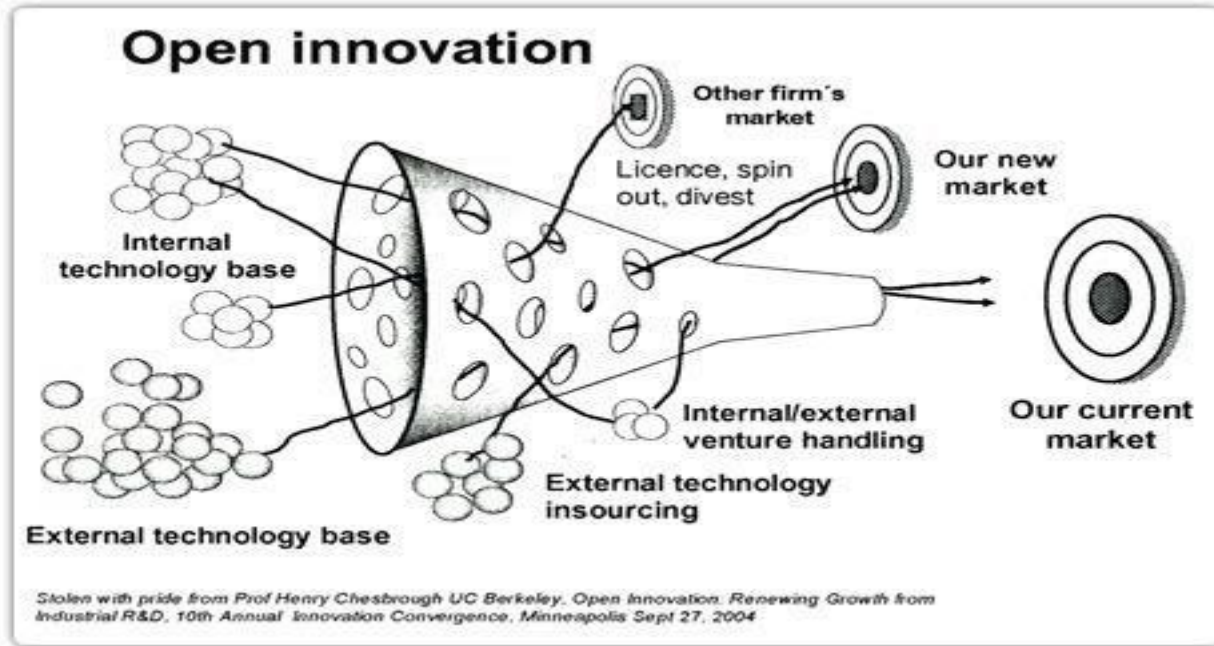 Open innovation
Other firm´s
market
Licence, spin
out, divest
Our new
market
Internal
technology base
Internal/external
venture handling
Our current
market
External technology
insourcing
External technology base
Stolen with pride from Prof Henry Chesbrough UC Berkeley, Open Innovation: Renewing Growth from
Industrial R&D, 10th Annual Innovation Convergence, Minneapolis Sept 27, 2004